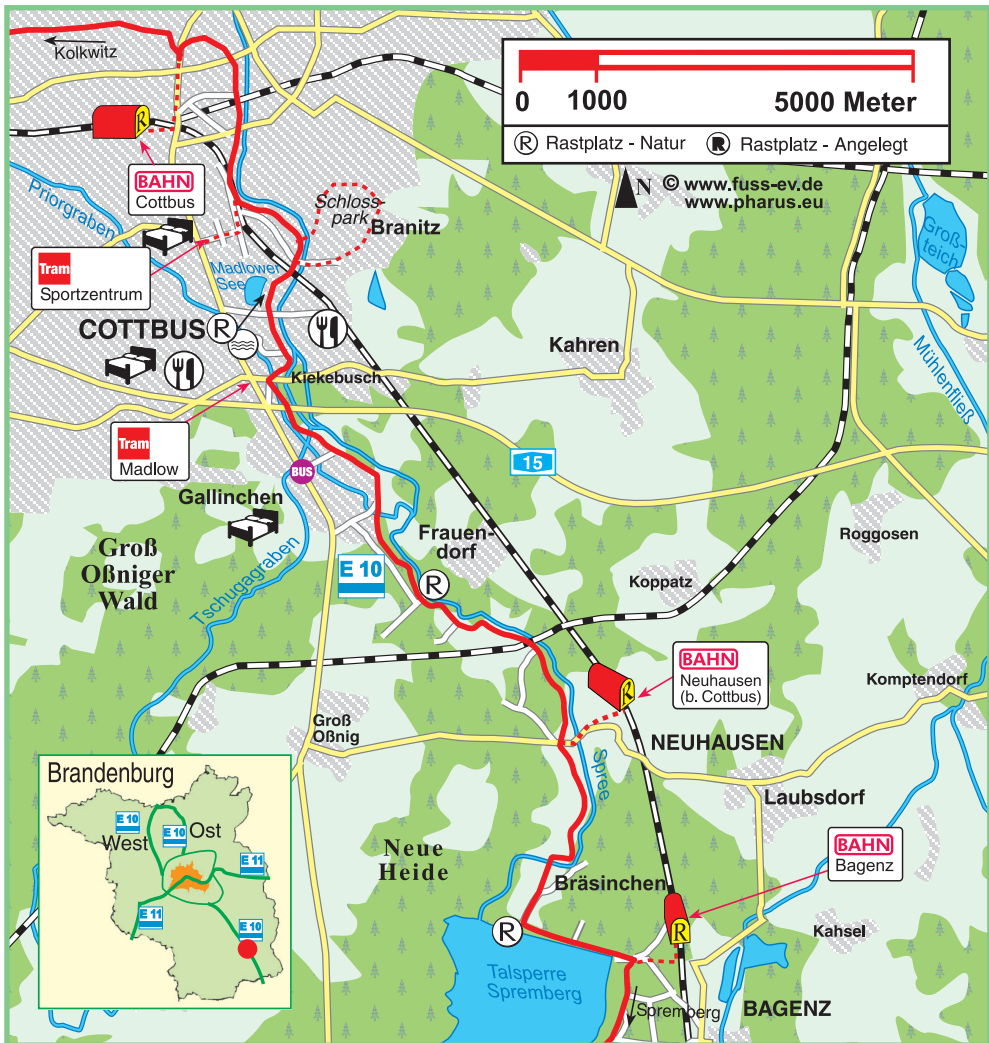 Kolkwitz
0 1000 5000 Meter
R Rastplatz - Natur R Rastplatz - Angelegt
N © www.fuss-ev.de
www.pharus.eu
R
BAHN
Cottbus
Priorgraben
Schloss-
park
Branitz
Groß-
teich
Tram
Sportzentrum
Madlower
See
COTTBUS R
Kahren
Mühlenfließ
Kiekebusch
Tram
Madlow
15
BUS
Gallinchen
Frauen-
dorf
Roggosen
Groß
Oßniger
Wald
E 10
R
Koppatz
Tschugagraben
BAHN
Neuhausen
(b. Cottbus)
R
Komptendorf
Groß
Oßnig
NEUHAUSEN
Spree
Laubsdorf
Brandenburg
E 10
West
E 10
Ost
E 11
E 11
E 10
Neue
Heide
BAHN
Bagenz
Bräsinchen
R
R
Kahsel
Talsperre
Spremberg
Spremberg
BAGENZ